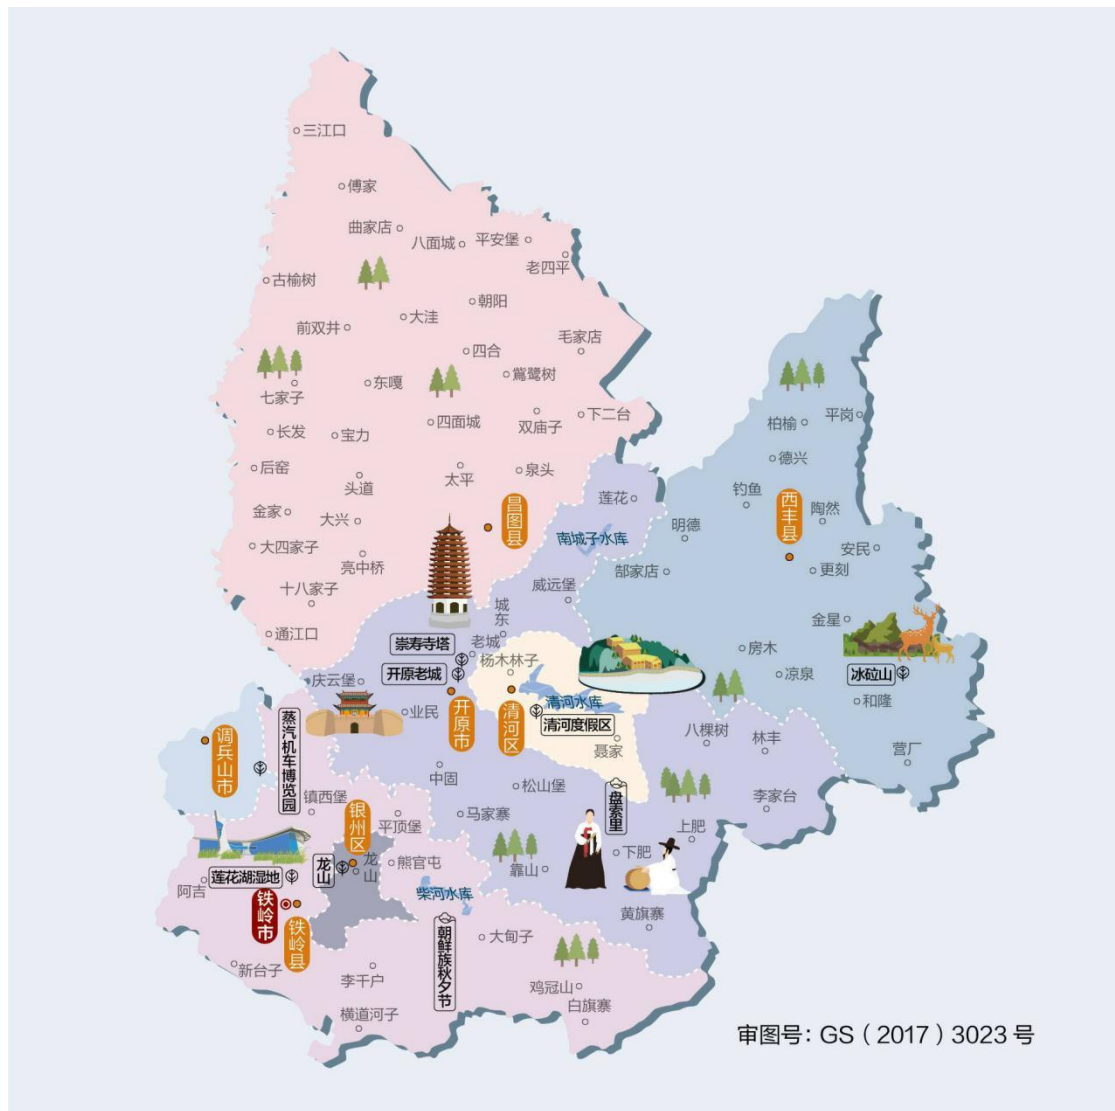 三江口
傅家
曲家店
八面城
平安堡
老四平
古榆树
朝阳
大洼
前双井
毛家店
四合
鴜鹭树
东嘎
七家子
下二台
四面城
双庙子
柏榆
平岗
长发
宝力
德兴
后窑
太平
泉头
头道
莲花
钓鱼
西丰县
陶然
金家
大兴
昌图县
明德
南城子水库
大四家子
安民
亮中桥
郜家店
更刻
十八家子
威远堡
城东
金星
通江口
崇寿寺塔
老城
房木
杨木林子
开原老城
凉泉
冰砬山
庆云堡
清河水库
和隆
业民
开原市
清河区
清河度假区
八棵树
林丰
聂家
营厂
调兵山市
蒸汽机车博览园
中固
松山堡
盘索里
李家台
镇西堡
银州区
平顶堡
马家寨
上肥
龙山
龙山
熊官屯
下肥
靠山
莲花湖湿地
阿吉
柴河水库
铁岭市
铁岭县
黄旗寨
朝鲜族秋夕节
大甸子
新台子
李千户
鸡冠山
白旗寨
横道河子
审图号：GS（2017）3023 号